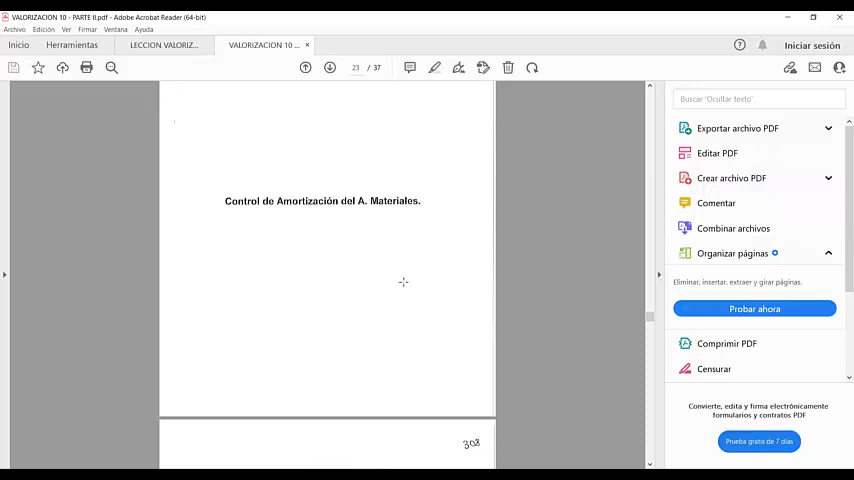 VALORIZACION 10 - PARTE II.pdf - Adobe Acrobat Reader (64-bit)
Archivo Edición Ver Firmar Ventana Ayuda
Inicio Herramientas LECCION VALORIZ... VALORIZACION 10 ... × Iniciar sesión
23 / 37
Buscar 'Ocultar texto'
Exportar archivo PDF
Editar PDF
Crear archivo PDF
Comentar
Combinar archivos
Organizar páginas
Eliminar, insertar, extraer y girar páginas.
Probar ahora
Comprimir PDF
Censurar
Convierte, edita y firma electrónicamente
formularios y contratos PDF
Prueba gratis de 7 días
Control de Amortización del A. Materiales.
308